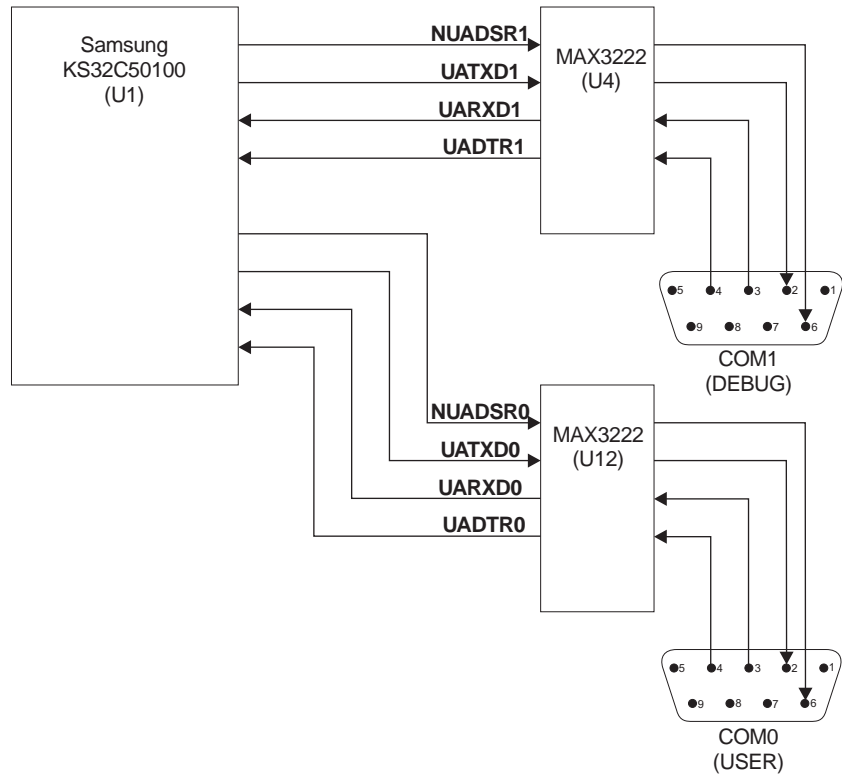 Samsung
KS32C50100
(U1)
NUADSR1
UATXD1
UARXD1
UADTR1
MAX3222
(U4)
5 4 3 2 1
9 8 7 6
COM1
(DEBUG)
NUADSR0
UATXD0
UARXD0
UADTR0
MAX3222
(U12)
5 4 3 2 1
9 8 7 6
COM0
(USER)